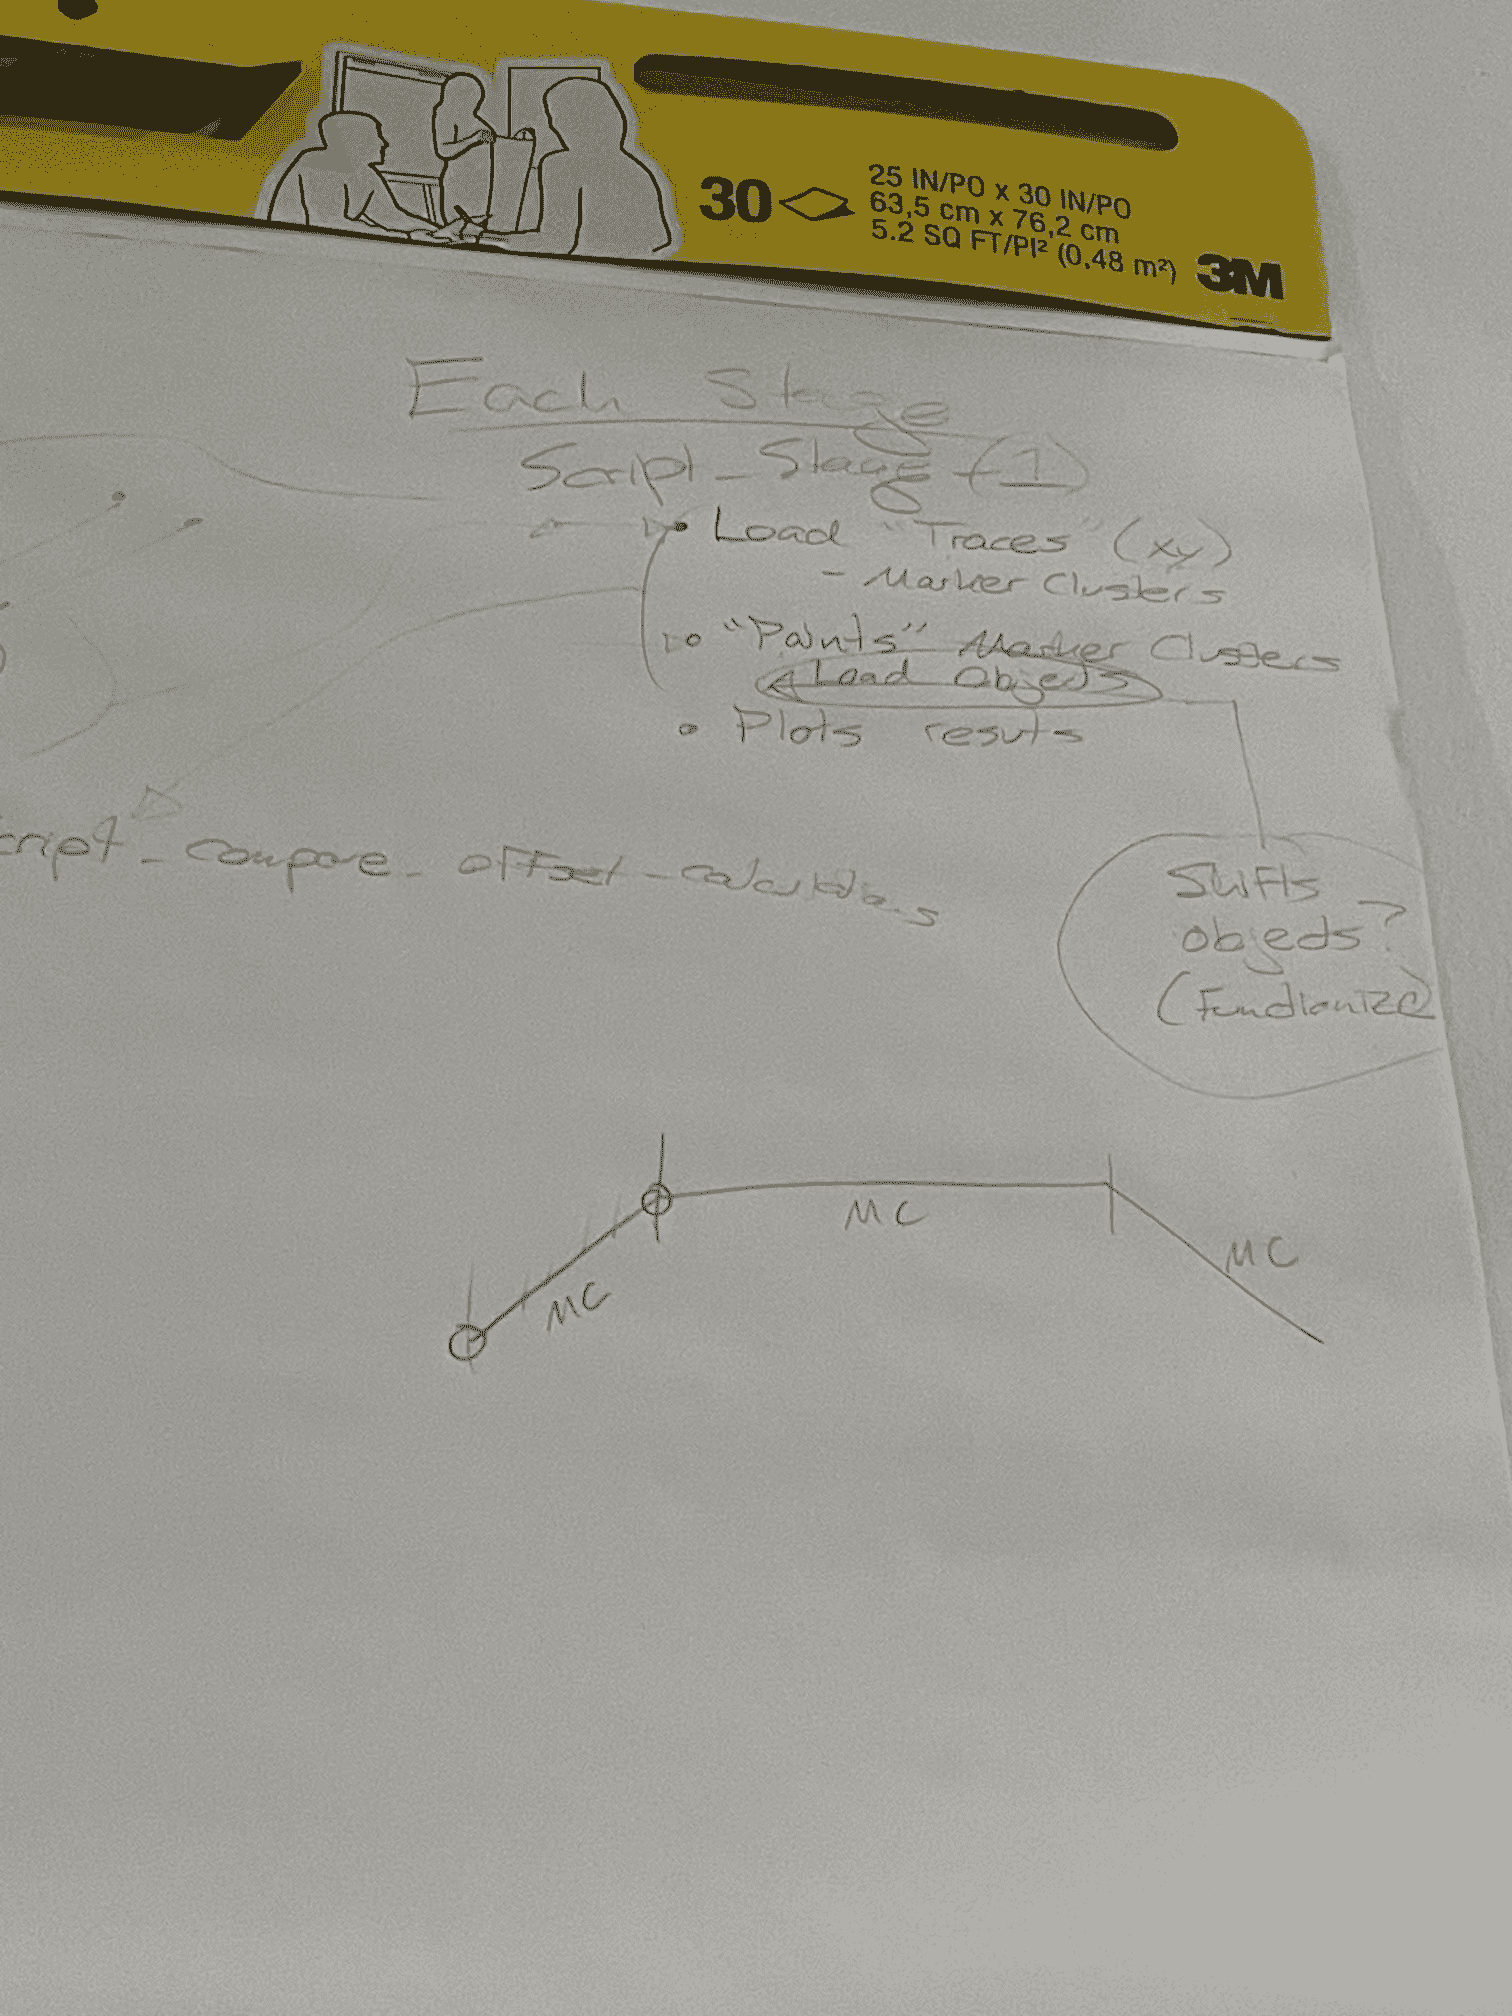 30
25 IN/PO x 30 IN/PO
63,5 cm x 76,2 cm
5.2 SQ FT/PI² (0.48 m²)
3M
Each Stage
Script_Stage_(1)
• Load "Traces" (xy)
- Marker Clusters
• "Paints" Marker Clusters
Load Objects
• Plots resuts
cript_compare_offset_calculations
Shifts
objects?
(Functionize)
MC
MC
MC